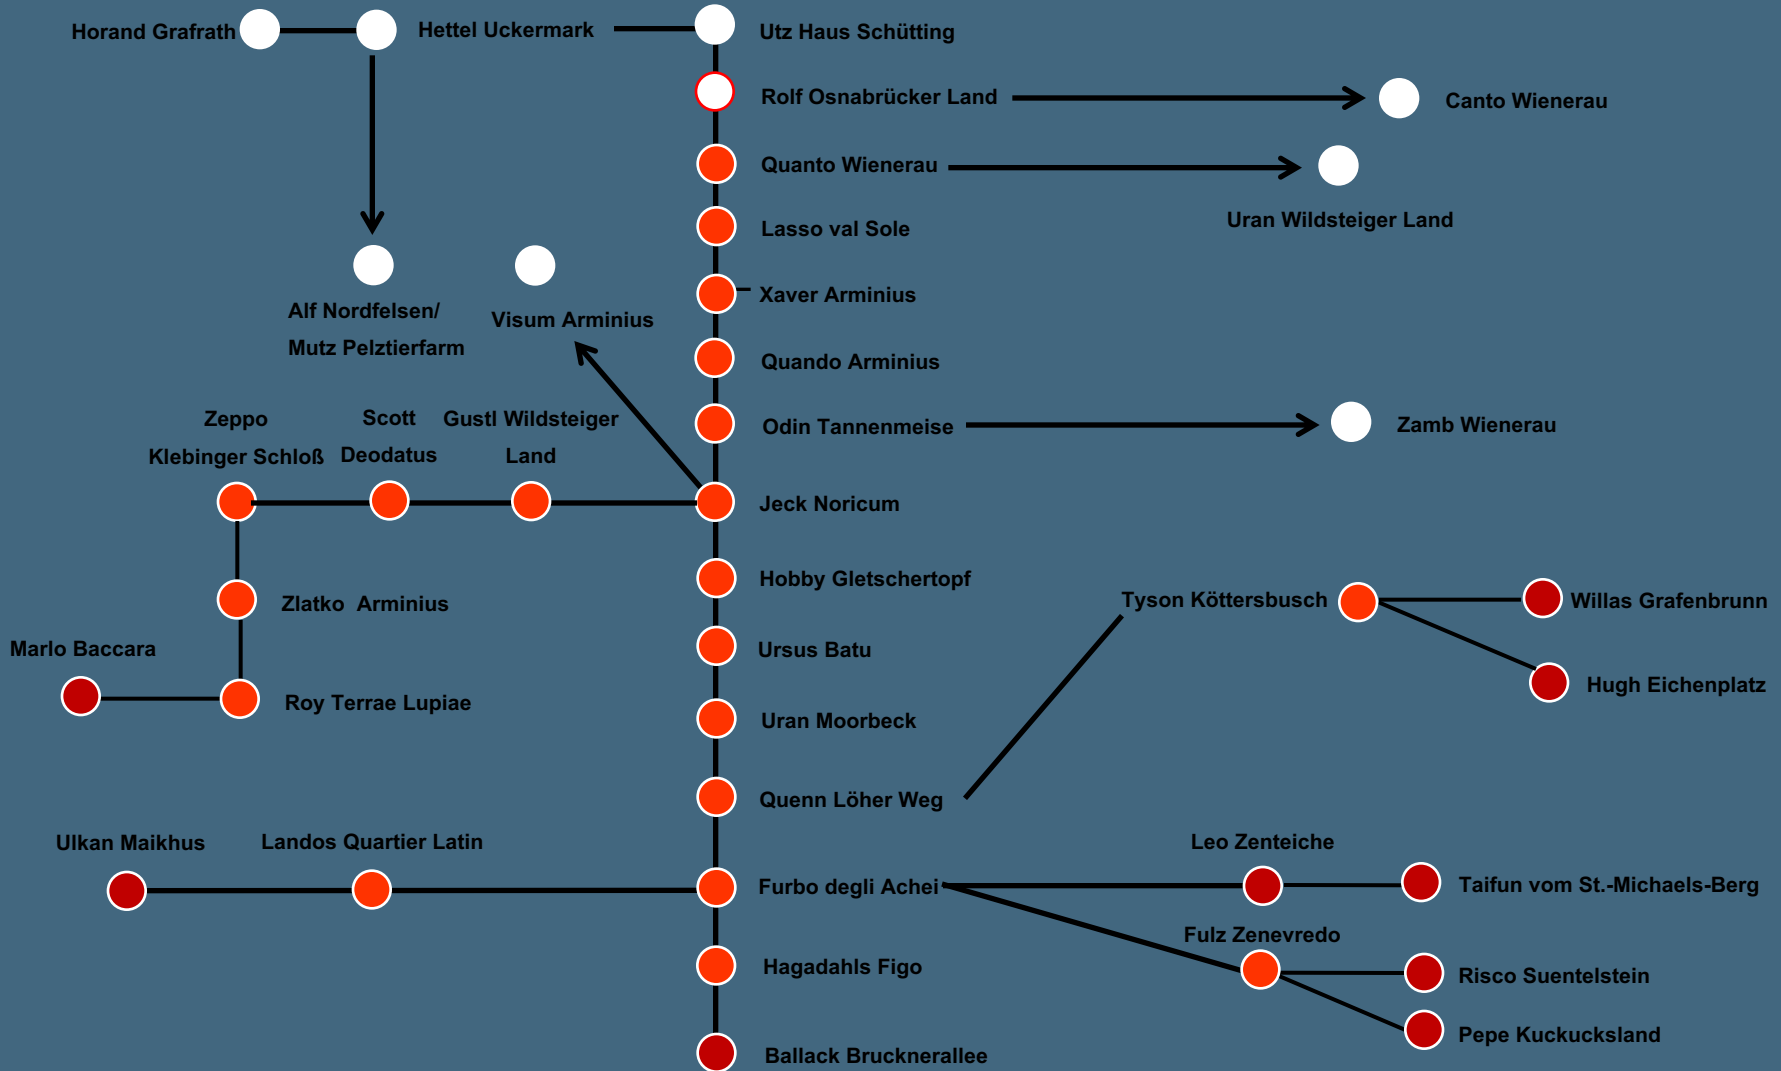 Horand Grafrath
Hettel Uckermark
Utz Haus Schütting
Rolf Osnabrücker Land
Canto Wienerau
Quanto Wienerau
Uran Wildsteiger Land
Lasso val Sole
Xaver Arminius
Alf Nordfelsen/
Mutz Pelztierfarm
Visum Arminius
Quando Arminius
Zeppo
Klebinger Schloß
Scott
Deodatus
Gustl Wildsteiger
Land
Odin Tannenmeise
Zamb Wienerau
Jeck Noricum
Hobby Gletschertopf
Zlatko  Arminius
Tyson Köttersbusch
Willas Grafenbrunn
Marlo Baccara
Ursus Batu
Hugh Eichenplatz
Roy Terrae Lupiae
Uran Moorbeck
Quenn Löher Weg
Ulkan Maikhus
Landos Quartier Latin
Leo Zenteiche
Furbo degli Achei
Taifun vom St.-Michaels-Berg
Fulz Zenevredo
Hagadahls Figo
Risco Suentelstein
Pepe Kuckucksland
Ballack Brucknerallee